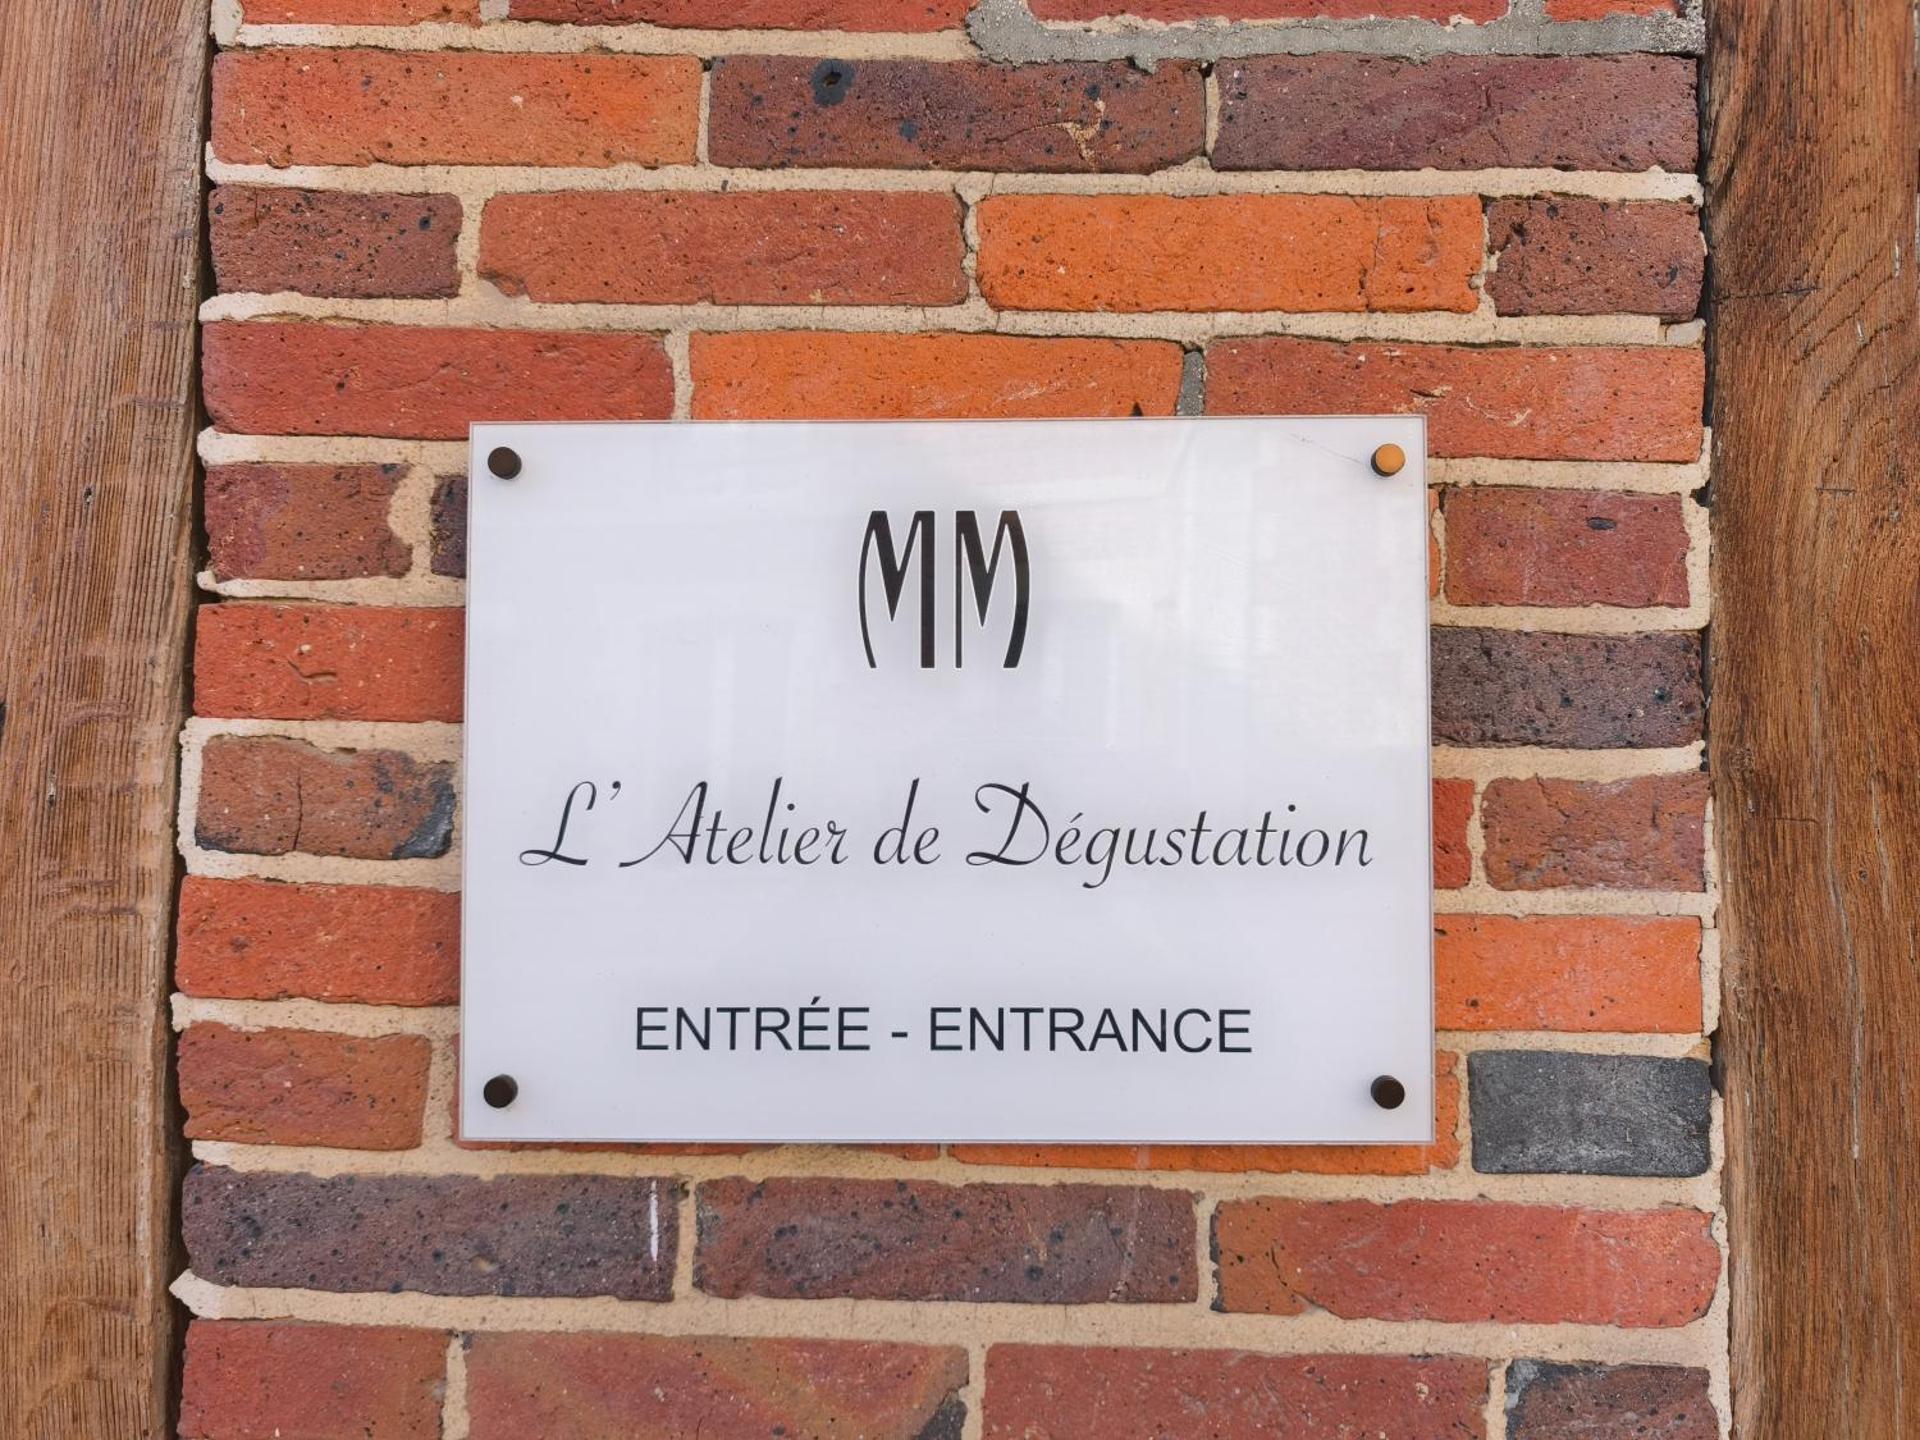 MM
L'Atelier de Dégustation
ENTRÉE - ENTRANCE